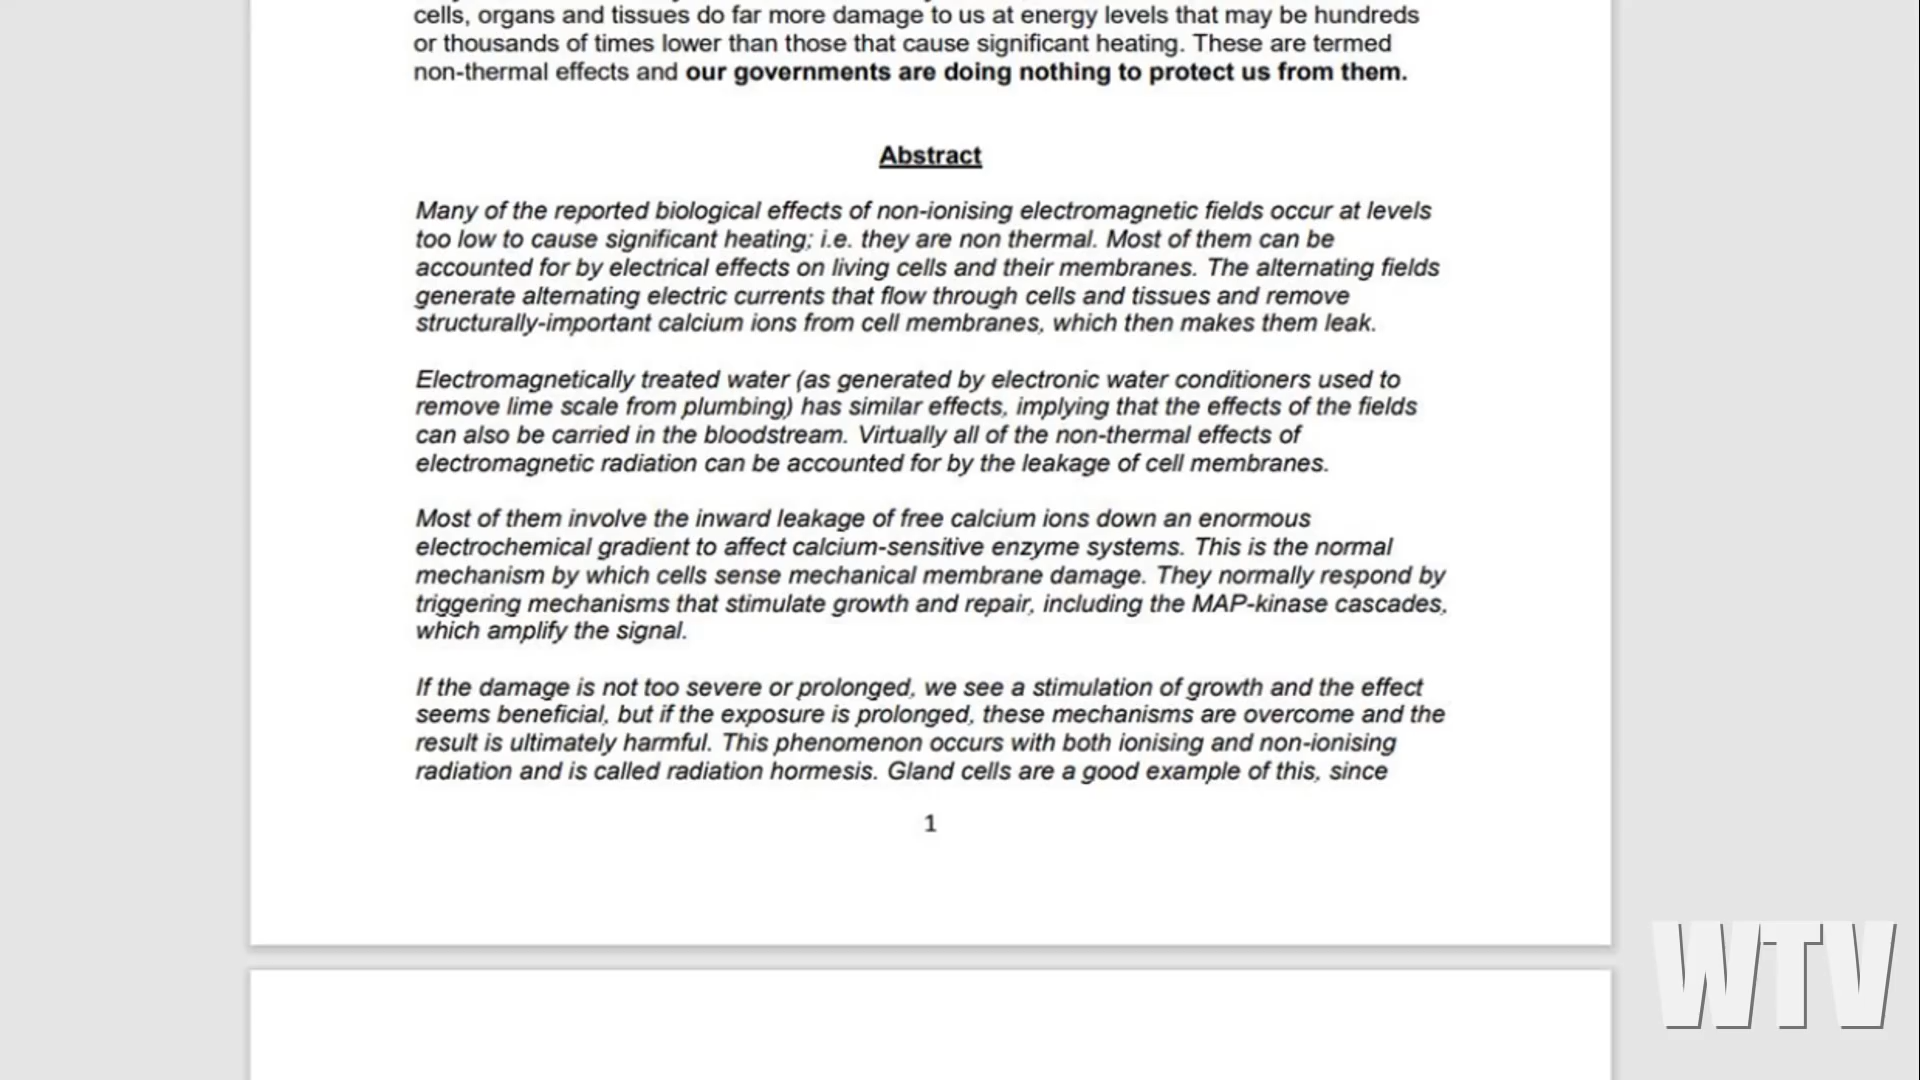 cells, organs and tissues do far more damage to us at energy levels that may be hundreds
or thousands of times lower than those that cause significant heating. These are termed
non-thermal effects and our governments are doing nothing to protect us from them.
Abstract
Many of the reported biological effects of non-ionising electromagnetic fields occur at levels
too low to cause significant heating; i.e. they are non thermal. Most of them can be
accounted for by electrical effects on living cells and their membranes. The alternating fields
generate alternating electric currents that flow through cells and tissues and remove
structurally-important calcium ions from cell membranes, which then makes them leak.
Electromagnetically treated water (as generated by electronic water conditioners used to
remove lime scale from plumbing) has similar effects, implying that the effects of the fields
can also be carried in the bloodstream. Virtually all of the non-thermal effects of
electromagnetic radiation can be accounted for by the leakage of cell membranes.
Most of them involve the inward leakage of free calcium ions down an enormous
electrochemical gradient to affect calcium-sensitive enzyme systems. This is the normal
mechanism by which cells sense mechanical membrane damage. They normally respond by
triggering mechanisms that stimulate growth and repair, including the MAP-kinase cascades,
which amplify the signal.
If the damage is not too severe or prolonged, we see a stimulation of growth and the effect
seems beneficial, but if the exposure is prolonged, these mechanisms are overcome and the
result is ultimately harmful. This phenomenon occurs with both ionising and non-ionising
radiation and is called radiation hormesis. Gland cells are a good example of this, since
1
WTV